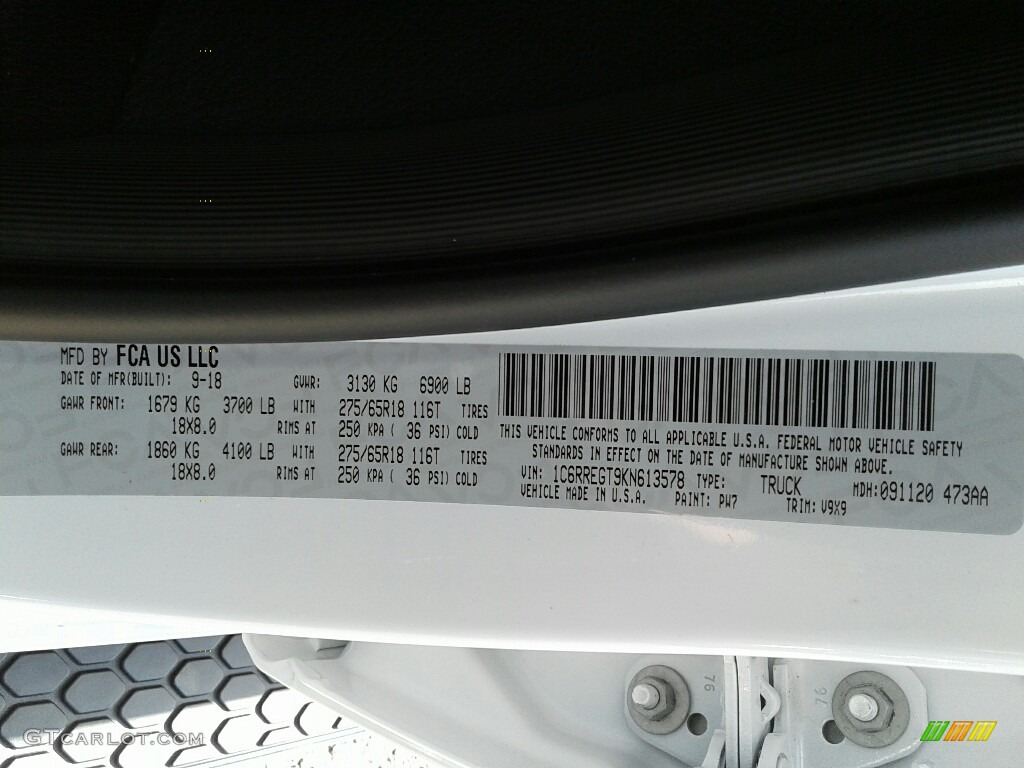 MFD BY FCA US LLC
DATE OF MFR(BUILT): 9-18 GVWR: 3130 KG 6900 LB
GAWR FRONT: 1679 KG 3700 LB WITH 275/65R18 116T TIRES
18X8.0 RIMS AT 250 KPA ( 36 PSI) COLD
GAWR REAR: 1860 KG 4100 LB WITH 275/65R18 116T TIRES
18X8.0 RIMS AT 250 KPA ( 36 PSI) COLD
THIS VEHICLE CONFORMS TO ALL APPLICABLE U.S.A. FEDERAL MOTOR VEHICLE SAFETY
STANDARDS IN EFFECT ON THE DATE OF MANUFACTURE SHOWN ABOVE.
VIN: 1C6RREGT9KN613578 TYPE: TRUCK MDH: 091120 473AA
VEHICLE MADE IN U.S.A. PAINT: PW7 TRIM: V9X9
76
76
© GTCARLOT.COM